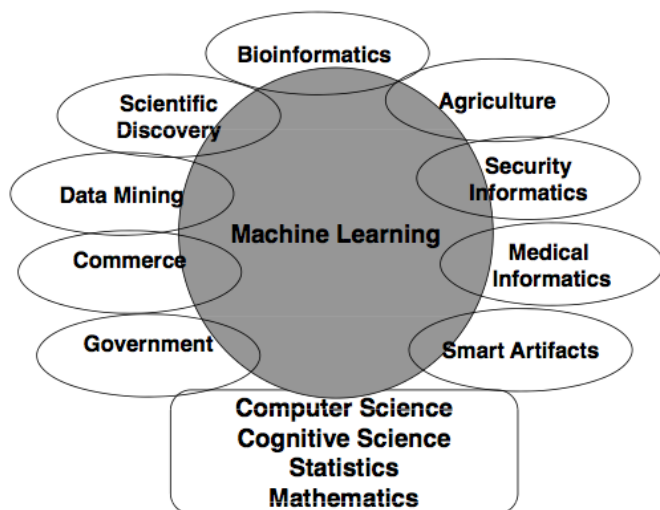 Bioinformatics
Scientific
Discovery
Agriculture
Data Mining
Security
Informatics
Machine Learning
Commerce
Medical
Informatics
Government
Smart Artifacts
Computer Science
Cognitive Science
Statistics
Mathematics